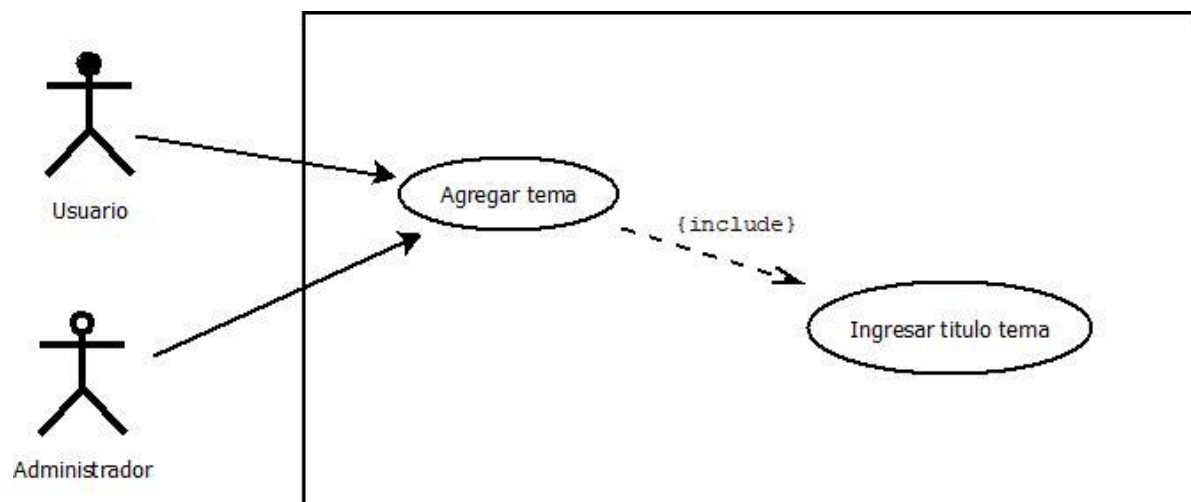 Usuario
Agregar tema
{include}
Ingresar titulo tema
Administrador